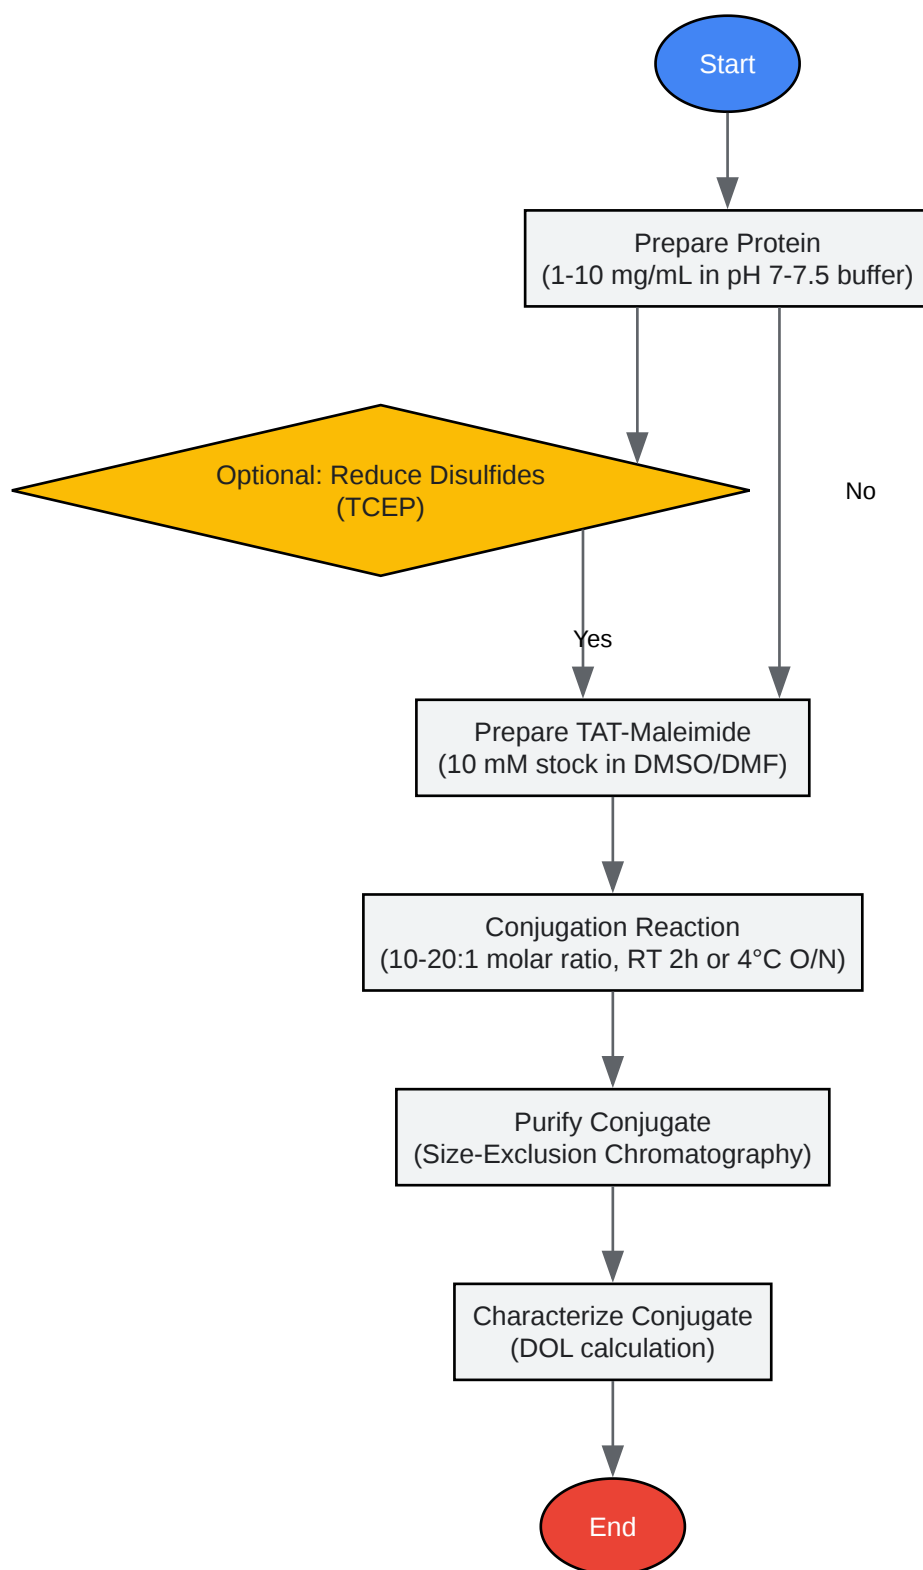 Start
Prepare Protein
(1-10 mg/mL in pH 7-7.5 buffer)
Optional: Reduce Disulfides
(TCEP)
No
Yes
Prepare TAT-Maleimide
(10 mM stock in DMSO/DMF)
Conjugation Reaction
(10-20:1 molar ratio, RT 2h or 4°C O/N)
Purify Conjugate
(Size-Exclusion Chromatography)
Characterize Conjugate
(DOL calculation)
End